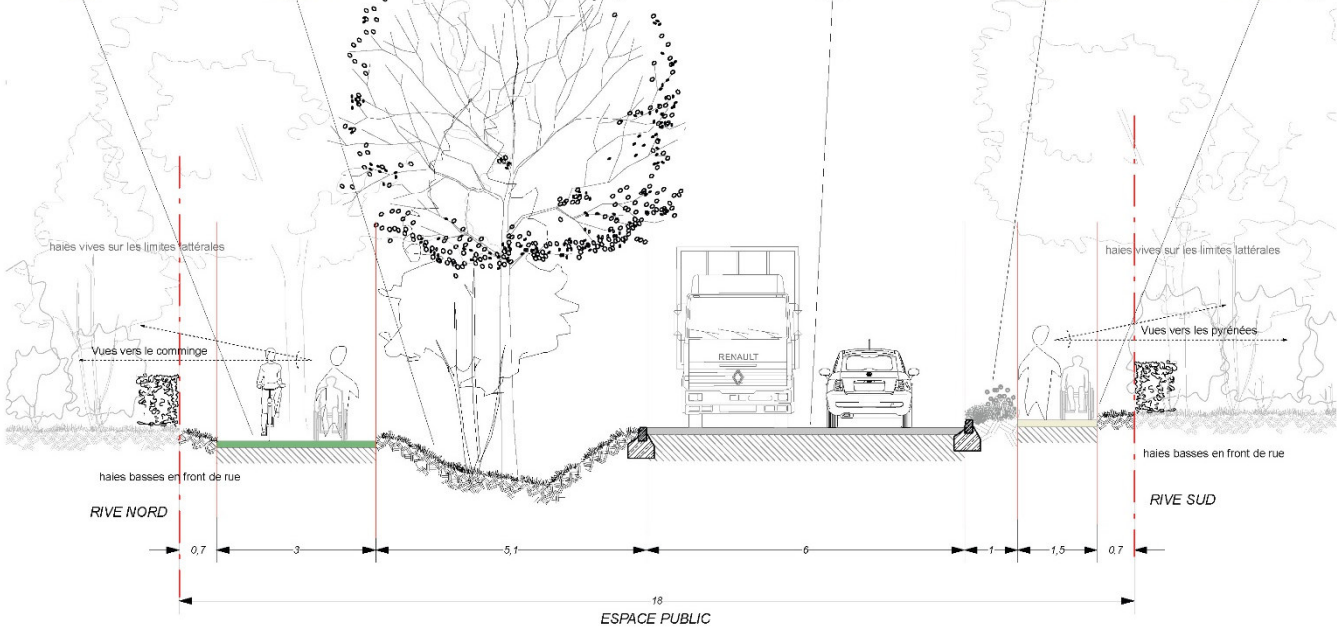 haies vives sur les limites lattérales
haies vives sur les limites lattérales
Vues vers le comminge
Vues vers les pyrénées
RENAULT
haies basses en front de rue
haies basses en front de rue
RIVE NORD
RIVE SUD
0,7 3 5,1 6 1 1,5 0,7
18
ESPACE PUBLIC